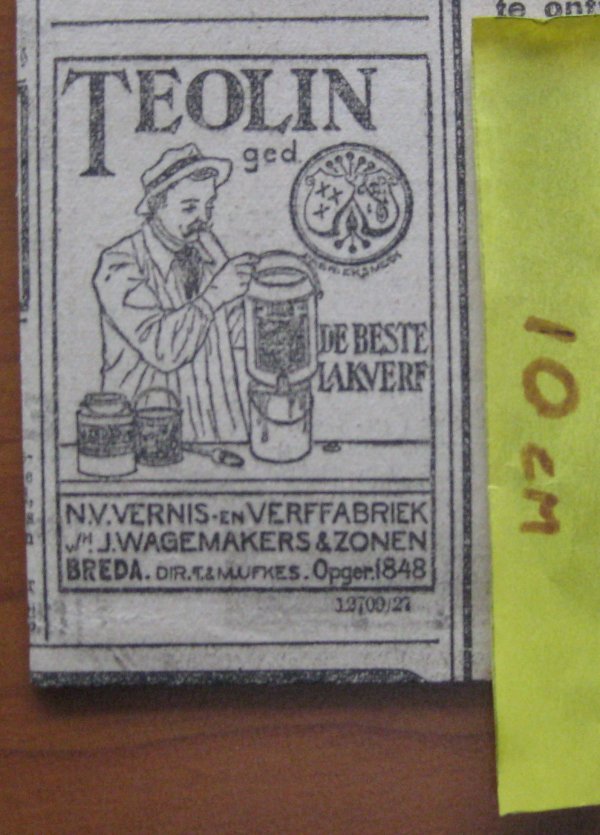 te ont
TEOLIN
ged.
DE BESTE
LAKVERF
N.V. VERNIS-EN VERFFABRIEK
v/H. J. WAGEMAKERS & ZONEN
BREDA. DIR. T. & M. UFKES. Opger. 1848
12709/27
10 cM